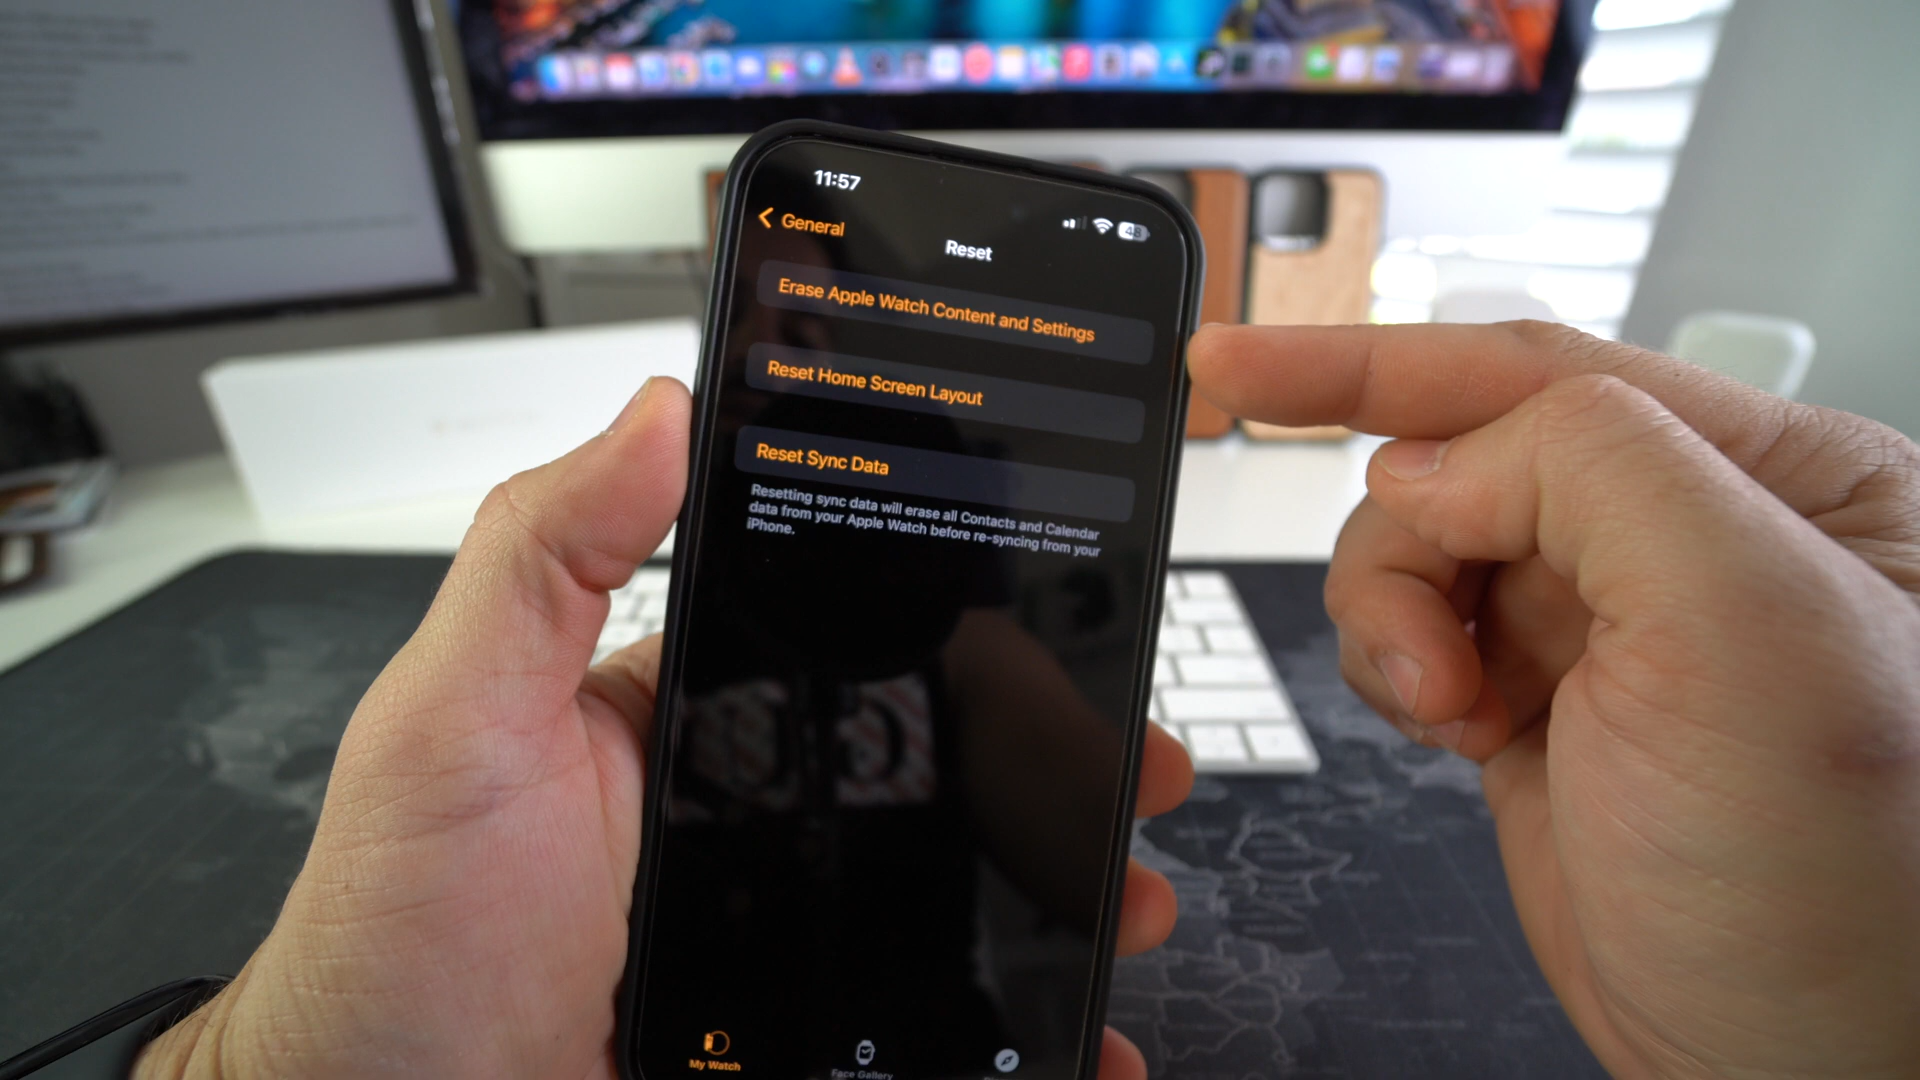 11:57
48
General
Reset
Erase Apple Watch Content and Settings
Reset Home Screen Layout
Reset Sync Data
Resetting sync data will erase all Contacts and Calendar
data from your Apple Watch before re-syncing from your
iPhone.
My Watch
Face Gallery